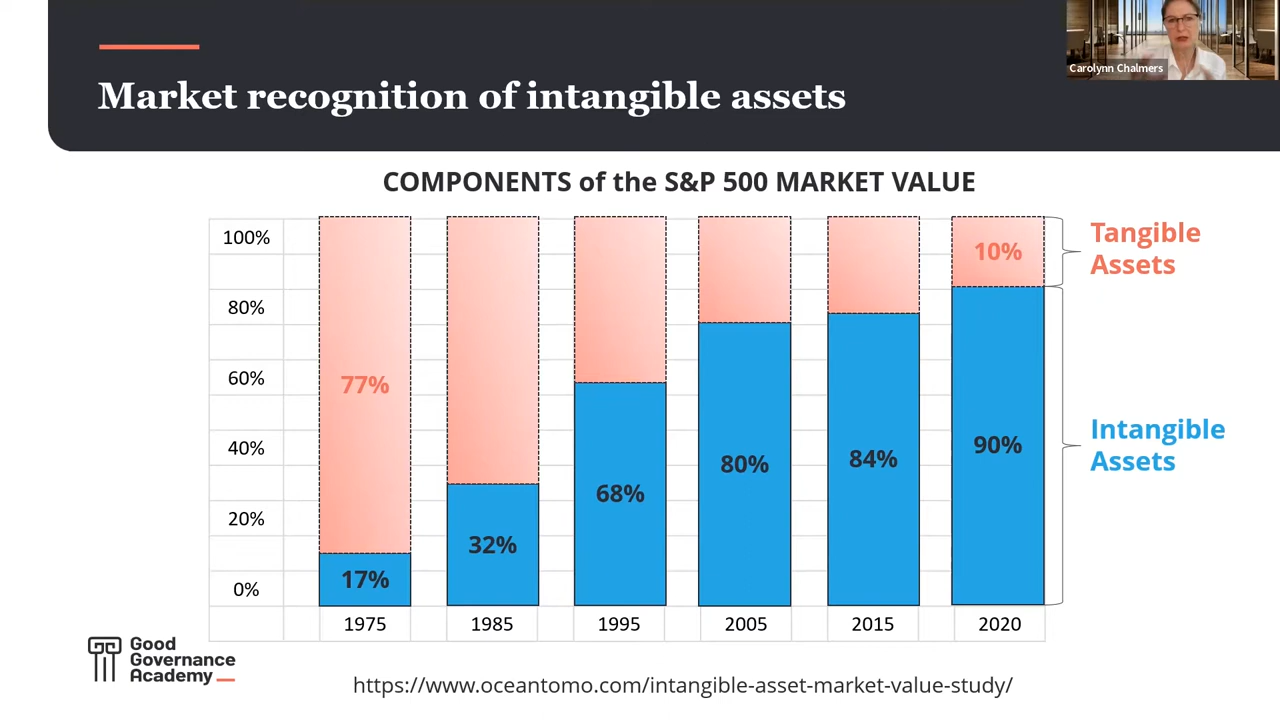 Carolynn Chalmers
Market recognition of intangible assets
COMPONENTS of the S&P 500 MARKET VALUE
100%
80%
60%
40%
20%
0%
77%
17%
32%
68%
80%
84%
10%
90%
Tangible
Assets
Intangible
Assets
1975 1985 1995 2005 2015 2020
Good
Governance
Academy
https://www.oceantomo.com/intangible-asset-market-value-study/